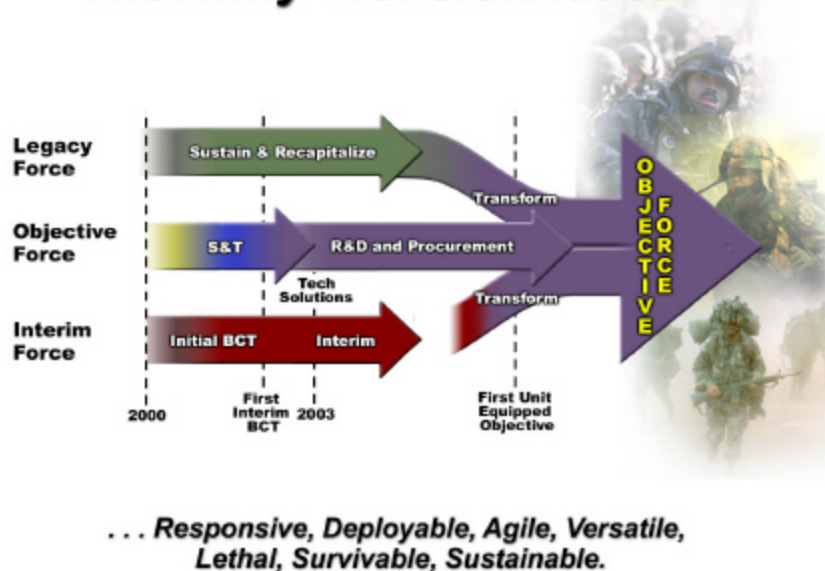 Legacy
Force
Sustain & Recapitalize
Transform
Objective
Force
S&T
R&D and Procurement
Tech
Solutions
Transform
Interim
Force
Initial BCT
Interim
OBJECTIVE
FORCE
2000
First
Interim
BCT
2003
First Unit
Equipped
Objective
. . . Responsive, Deployable, Agile, Versatile,
Lethal, Survivable, Sustainable.